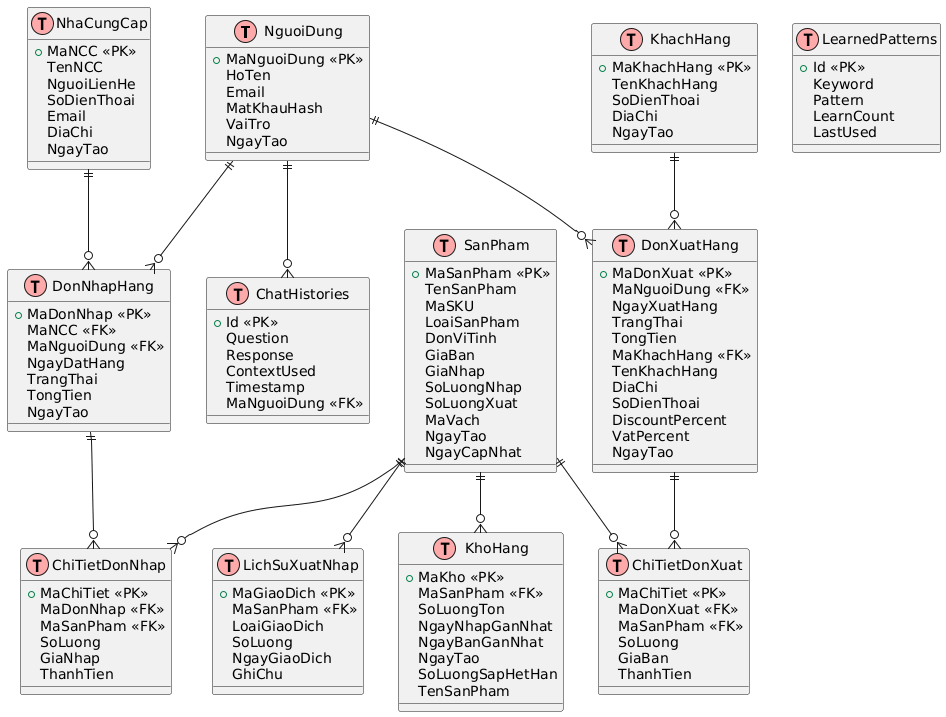 T NhaCungCap
MaNCC «PK»
TenNCC
NguoiLienHe
SoDienThoai
Email
DiaChi
NgayTao
T NguoiDung
MaNguoiDung «PK»
HoTen
Email
MatKhauHash
VaiTro
NgayTao
T KhachHang
MaKhachHang «PK»
TenKhachHang
SoDienThoai
DiaChi
NgayTao
T LearnedPatterns
Id «PK»
Keyword
Pattern
LearnCount
LastUsed
T DonNhapHang
MaDonNhap «PK»
MaNCC «FK»
MaNguoiDung «FK»
NgayDatHang
TrangThai
TongTien
NgayTao
T ChatHistories
Id «PK»
Question
Response
ContextUsed
Timestamp
MaNguoiDung «FK»
T SanPham
MaSanPham «PK»
TenSanPham
MaSKU
LoaiSanPham
DonViTinh
GiaBan
GiaNhap
SoLuongNhap
SoLuongXuat
MaVach
NgayTao
NgayCapNhat
T DonXuatHang
MaDonXuat «PK»
MaNguoiDung «FK»
NgayXuatHang
TrangThai
TongTien
MaKhachHang «FK»
TenKhachHang
DiaChi
SoDienThoai
DiscountPercent
VatPercent
NgayTao
T ChiTietDonNhap
MaChiTiet «PK»
MaDonNhap «FK»
MaSanPham «FK»
SoLuong
GiaNhap
ThanhTien
T LichSuXuatNhap
MaGiaoDich «PK»
MaSanPham «FK»
LoaiGiaoDich
SoLuong
NgayGiaoDich
GhiChu
T KhoHang
MaKho «PK»
MaSanPham «FK»
SoLuongTon
NgayNhapGanNhat
NgayBanGanNhat
NgayTao
SoLuongSapHetHan
TenSanPham
T ChiTietDonXuat
MaChiTiet «PK»
MaDonXuat «FK»
MaSanPham «FK»
SoLuong
GiaBan
ThanhTien